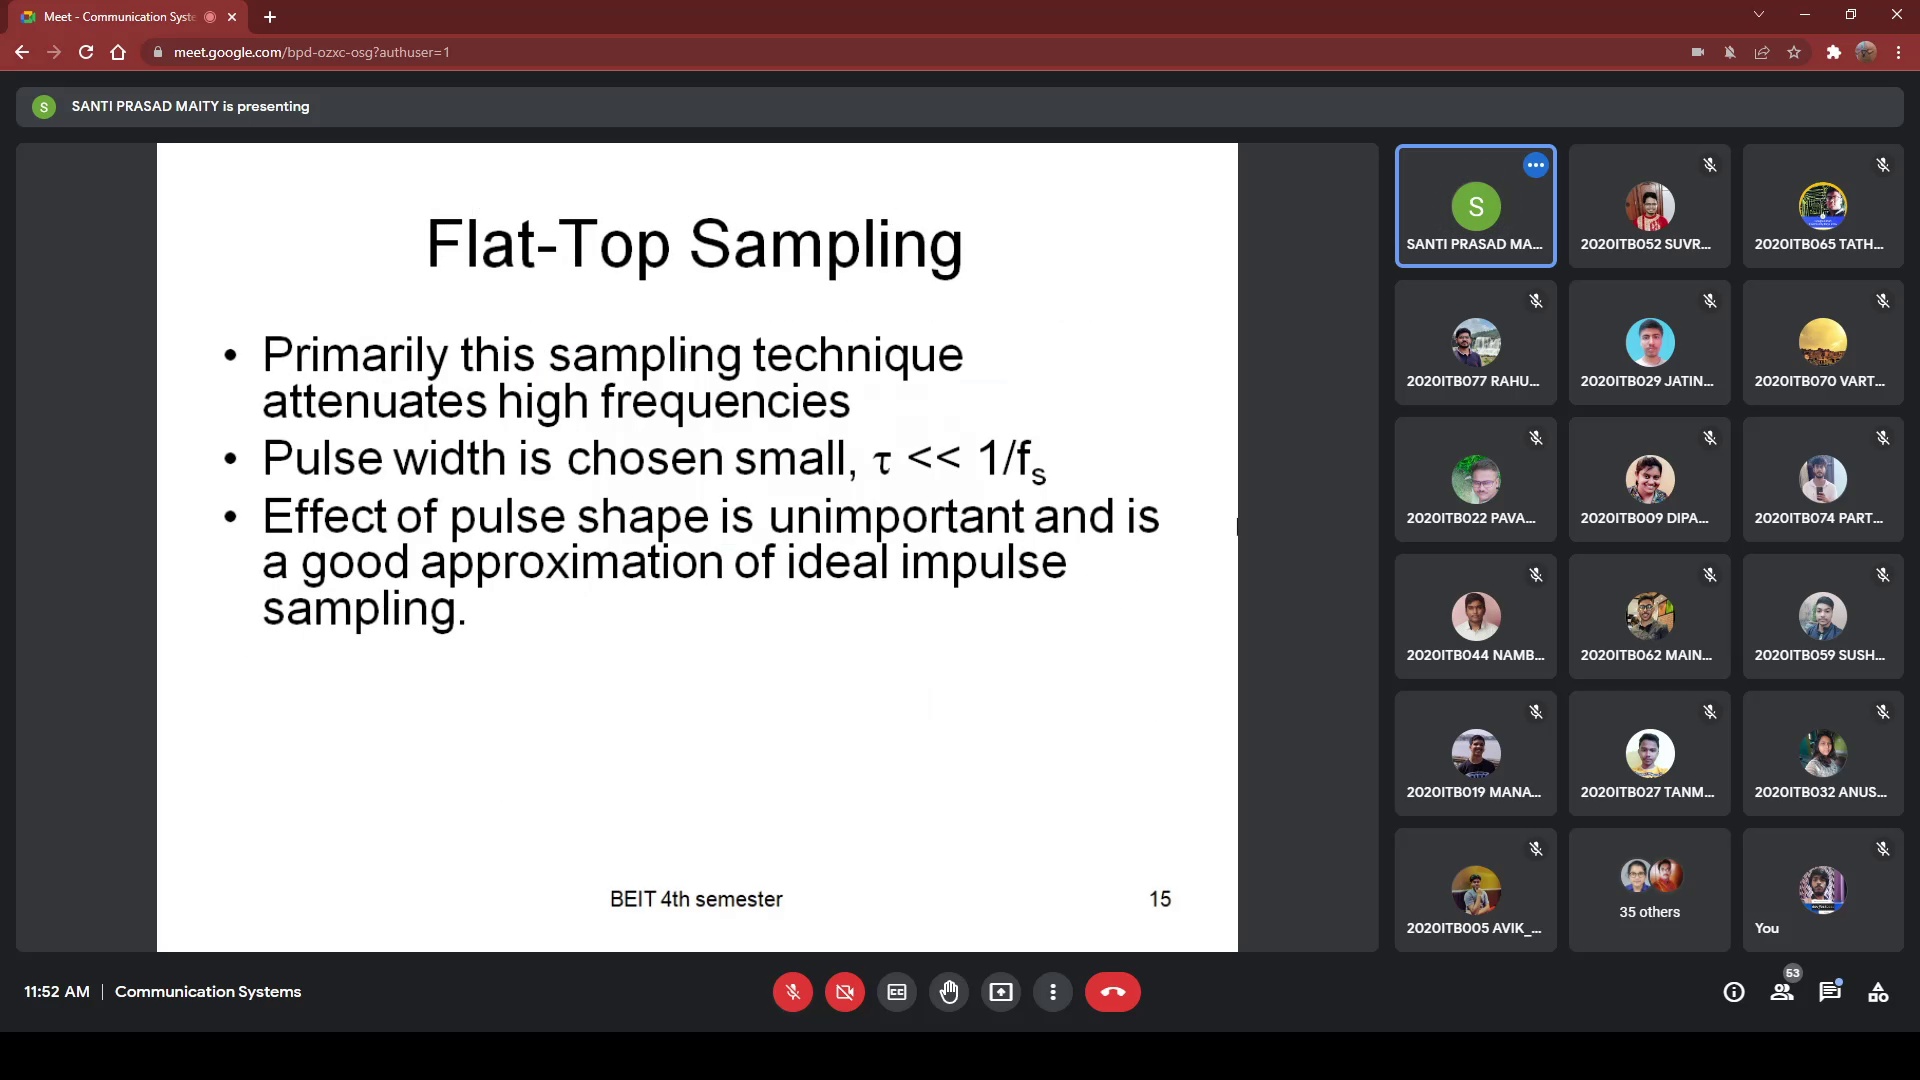 Meet - Communication Syste
meet.google.com/bpd-ozxc-osg?authuser=1
S
SANTI PRASAD MAITY is presenting
Flat-Top Sampling
• Primarily this sampling technique
attenuates high frequencies
• Pulse width is chosen small, τ << 1/fs
• Effect of pulse shape is unimportant and is
a good approximation of ideal impulse
sampling.
BEIT 4th semester
15
S
SANTI PRASAD MA...
2020ITB052 SUVR...
2020ITB065 TATH...
2020ITB077 RAHU...
2020ITB029 JATIN...
2020ITB070 VART...
2020ITB022 PAVA...
2020ITB009 DIPA...
2020ITB074 PART...
2020ITB044 NAMB...
2020ITB062 MAIN...
2020ITB059 SUSH...
2020ITB019 MANA...
2020ITB027 TANM...
2020ITB032 ANUS...
2020ITB005 AVIK_...
35 others
You
11:52 AM | Communication Systems
53